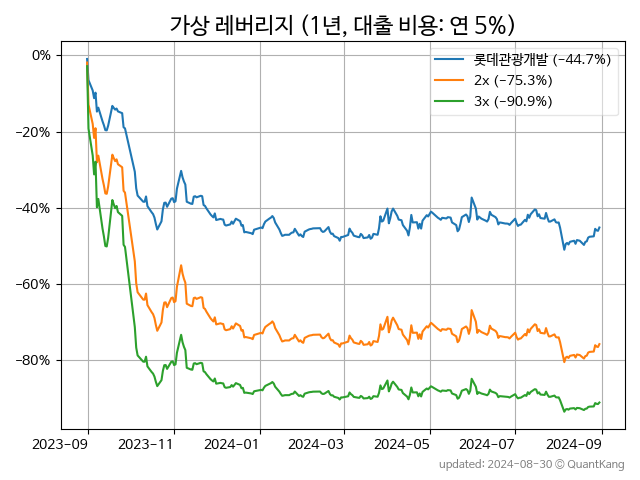 가상 레버리지 (1년, 대출 비용: 연 5%)
롯데관광개발 (−44.7%)
2x (−75.3%)
3x (−90.9%)
0%
−20%
−40%
−60%
−80%
2023-09 2023-11 2024-01 2024-03 2024-05 2024-07 2024-09
updated: 2024-08-30 © QuantKang